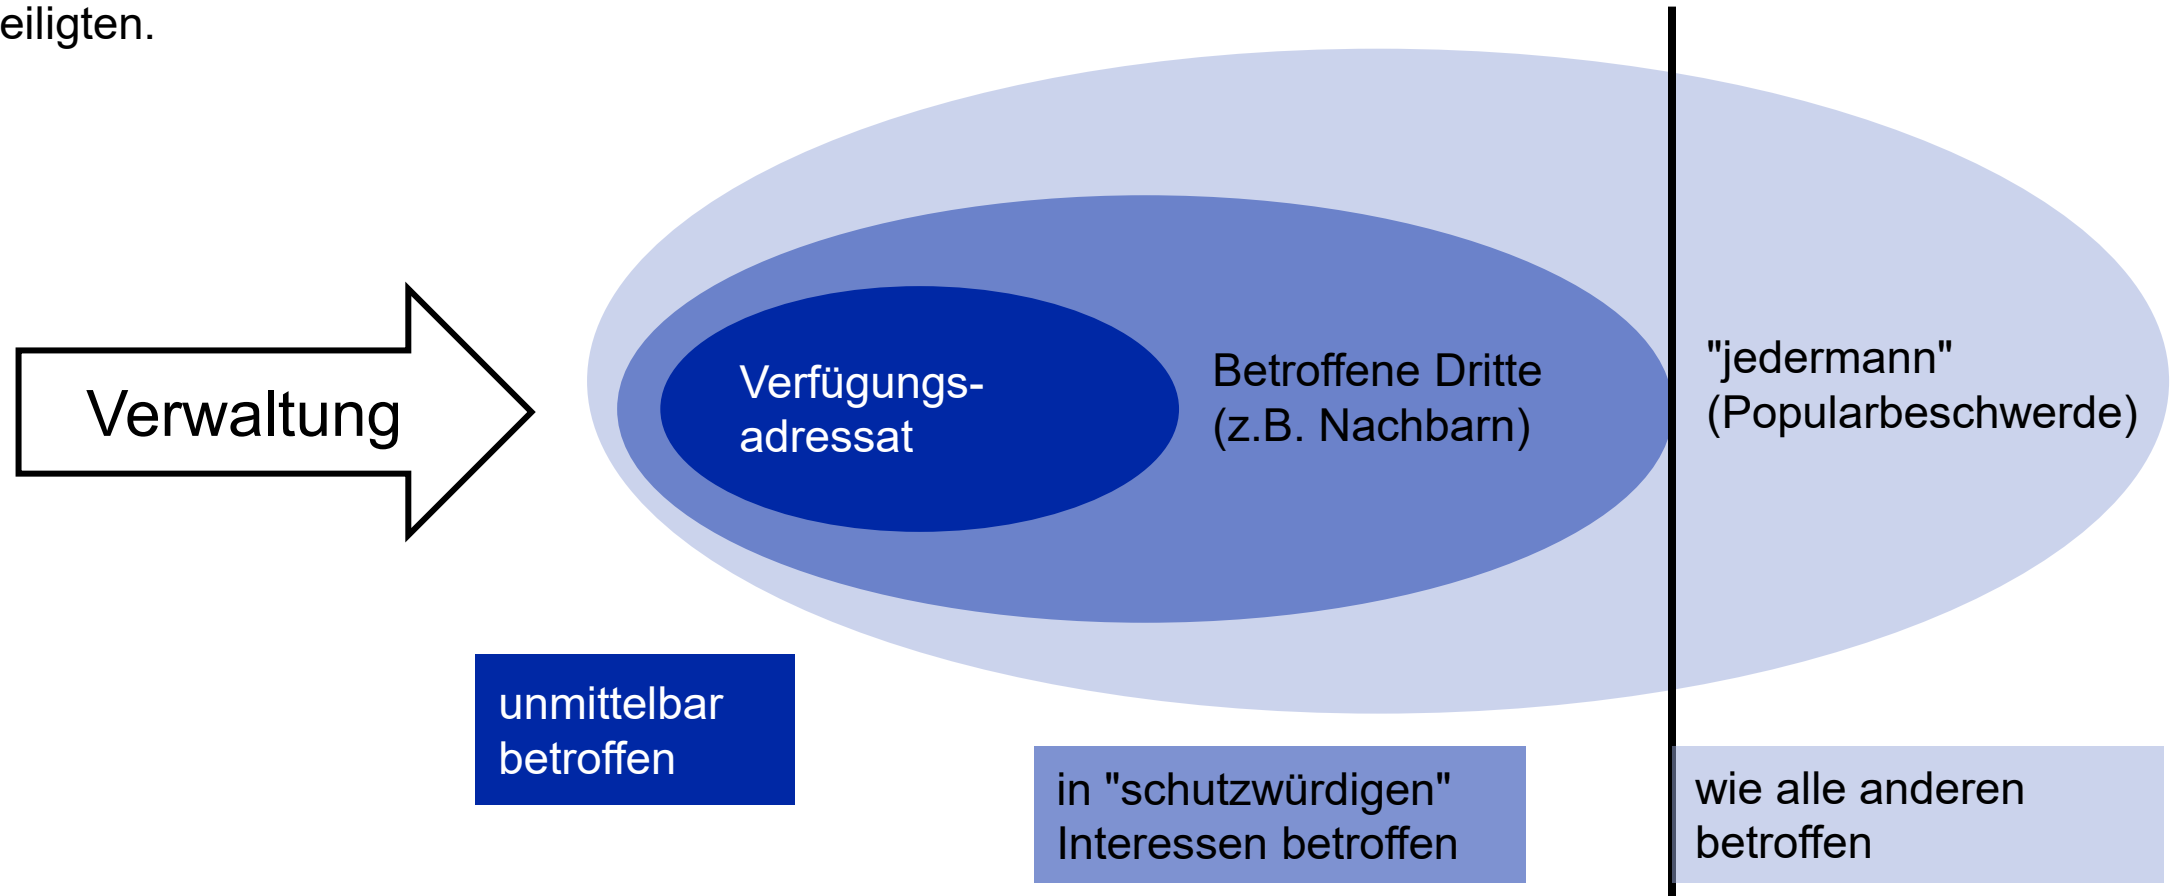 eiligten.
Verwaltung
Verfügungs-
adressat
Betroffene Dritte
(z.B. Nachbarn)
"jedermann"
(Popularbeschwerde)
unmittelbar
betroffen
in "schutzwürdigen"
Interessen betroffen
wie alle anderen
betroffen